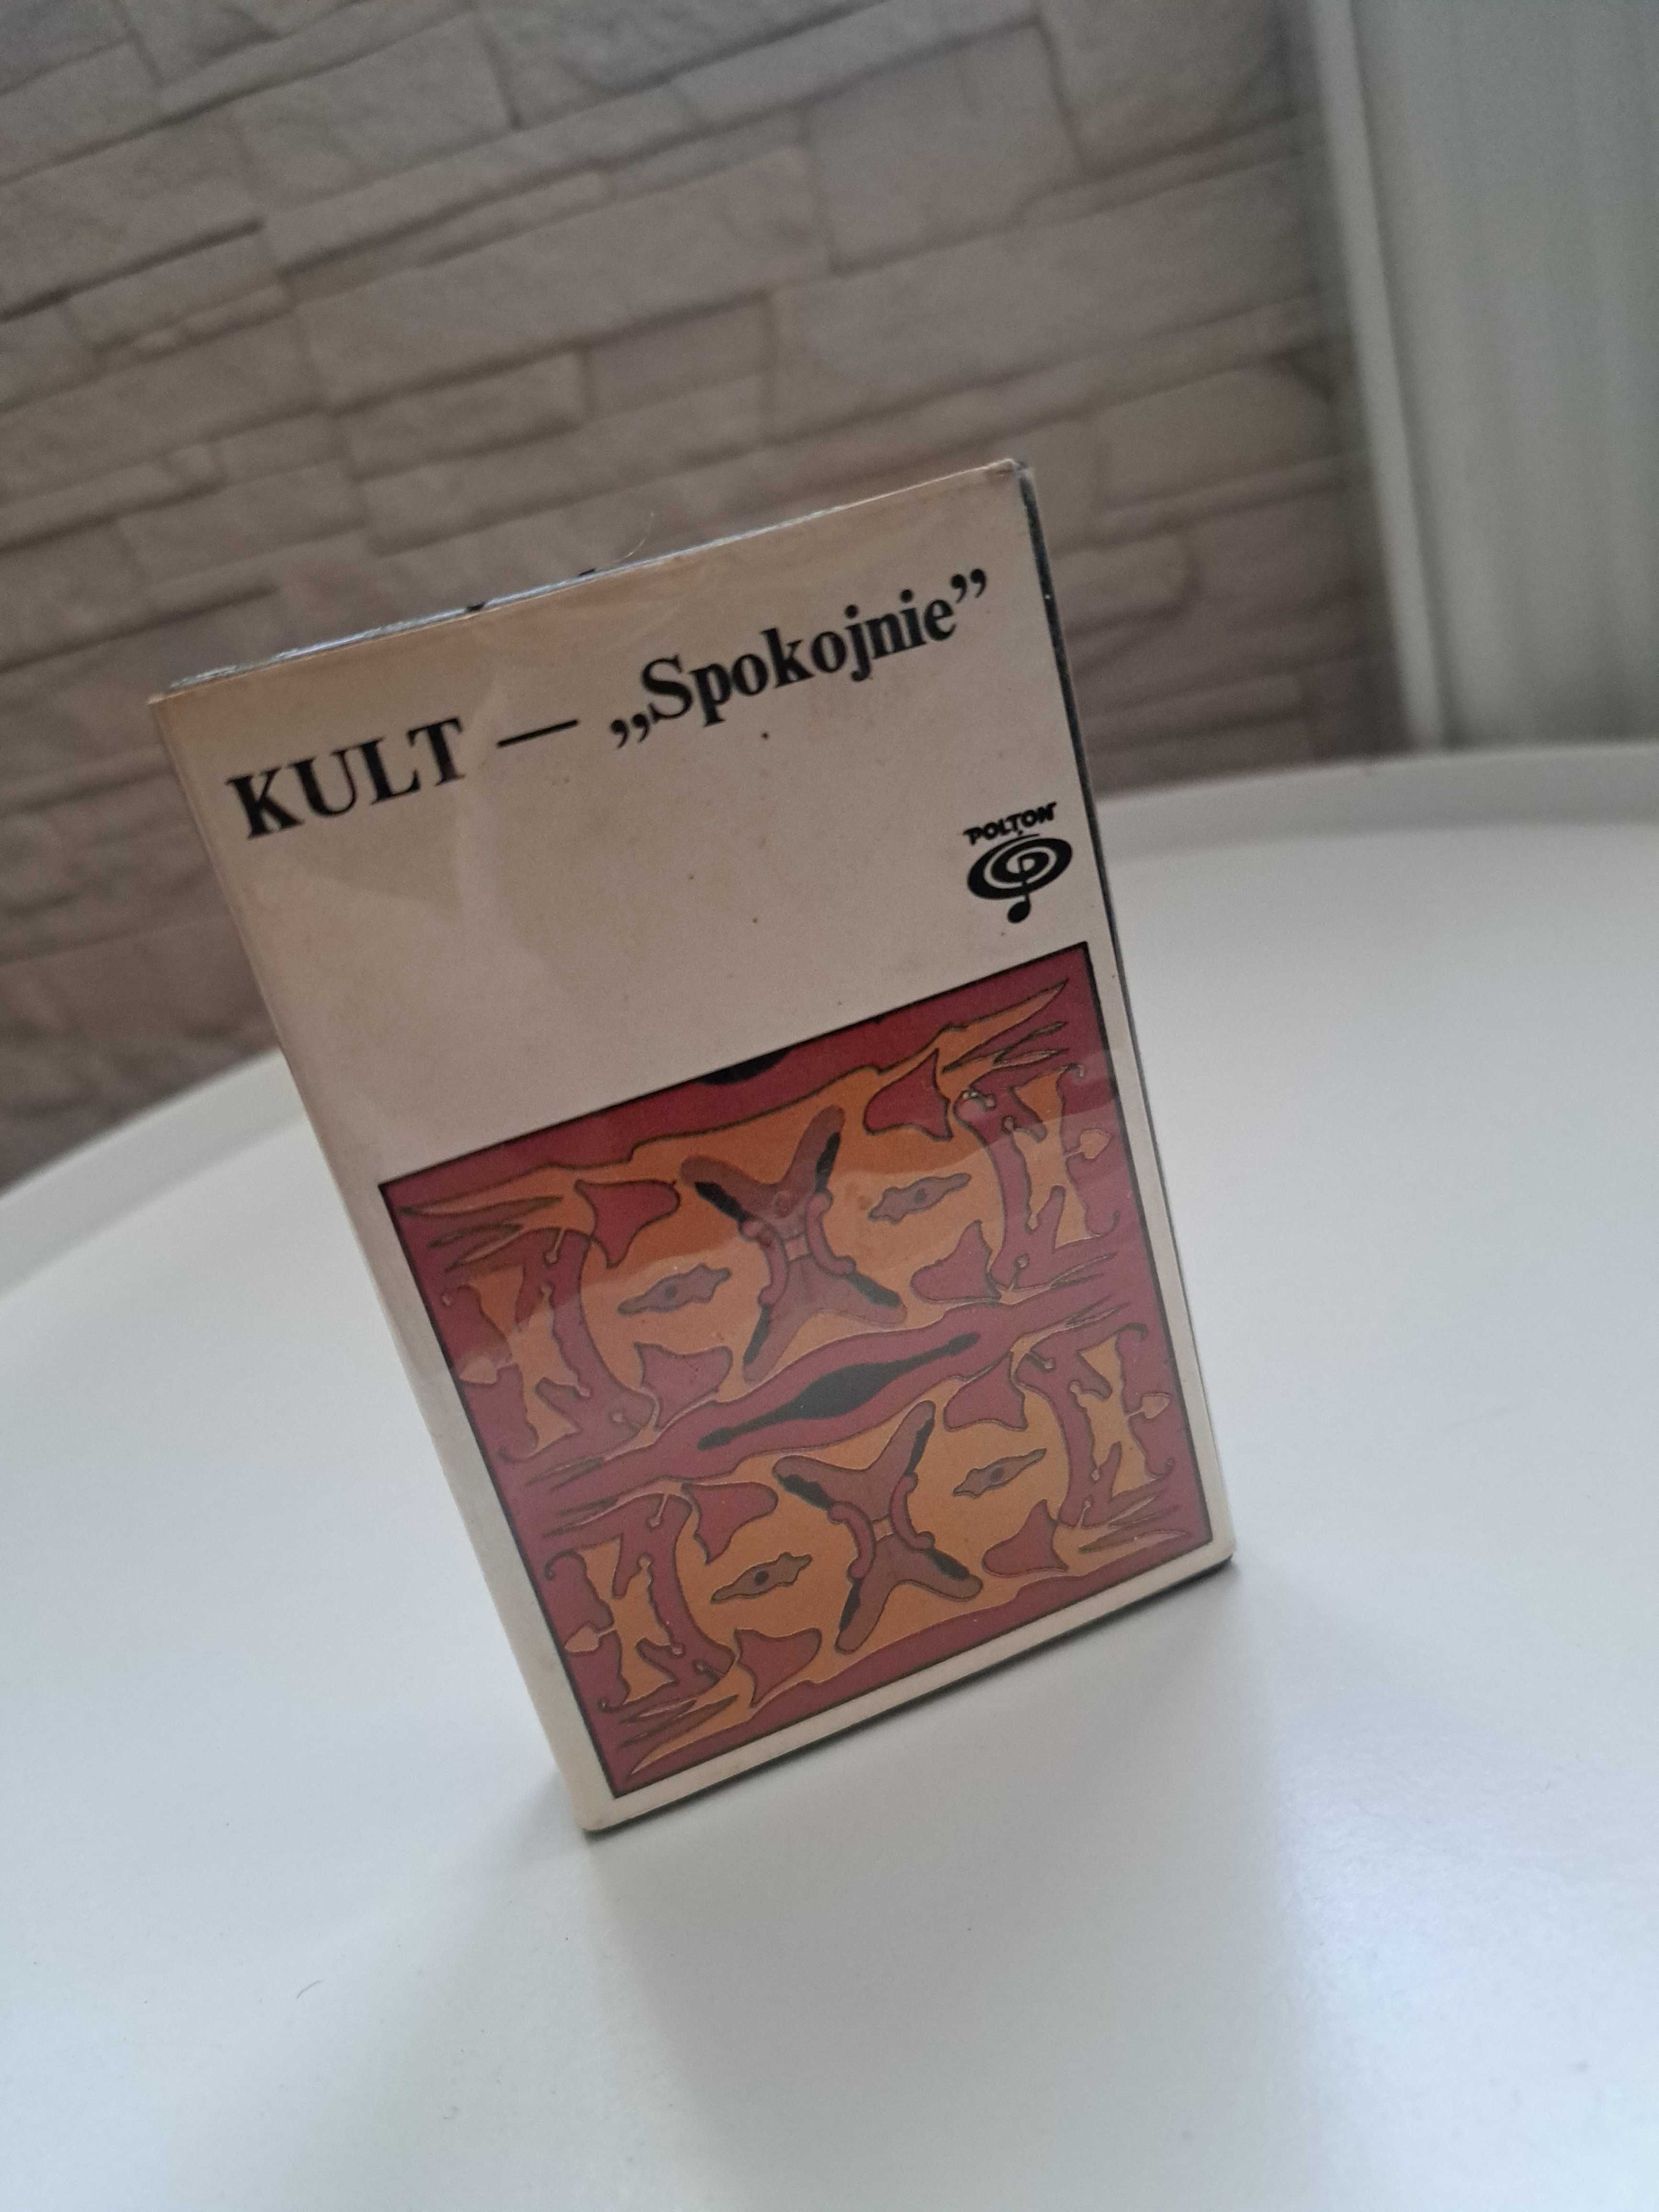 KULT — „Spokojnie”
POLTON